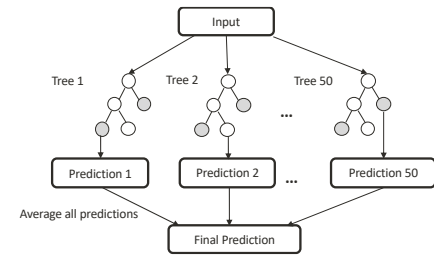 Input
Tree 1
Tree 2
Tree 50
...
Prediction 1
Prediction 2
...
Prediction 50
Average all predictions
Final Prediction